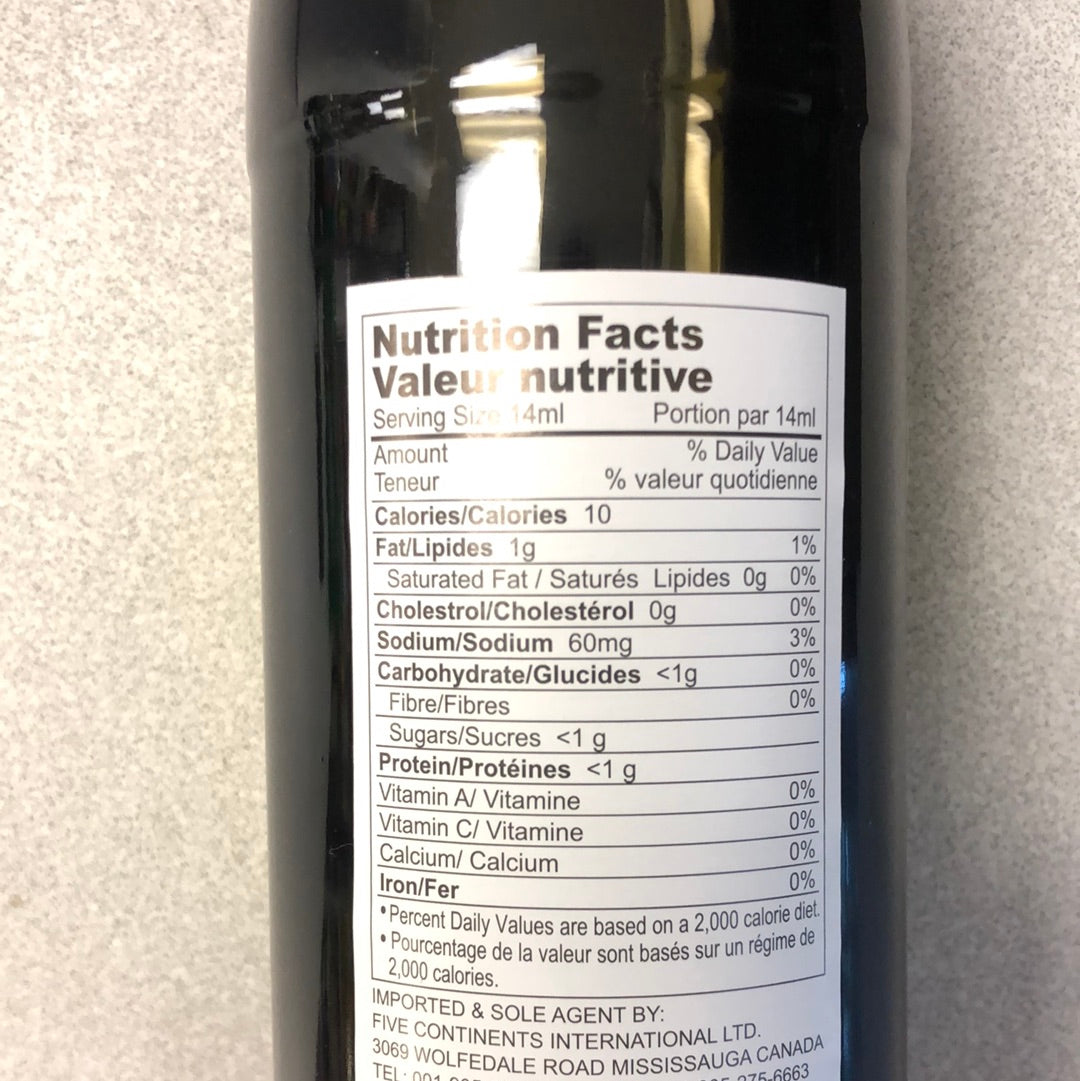 Nutrition Facts
Valeur nutritive
Serving Size 14ml Portion par 14ml
Amount % Daily Value
Teneur % valeur quotidienne
Calories/Calories 10
Fat/Lipides 1g 1%
Saturated Fat / Saturés Lipides 0g 0%
Cholestrol/Cholestérol 0g 0%
Sodium/Sodium 60mg 3%
Carbohydrate/Glucides <1g 0%
Fibre/Fibres 0%
Sugars/Sucres <1 g
Protein/Protéines <1 g
Vitamin A/ Vitamine 0%
Vitamin C/ Vitamine 0%
Calcium/ Calcium 0%
Iron/Fer 0%
•Percent Daily Values are based on a 2,000 calorie diet.
•Pourcentage de la valeur sont basés sur un régime de
2,000 calories.
IMPORTED & SOLE AGENT BY:
FIVE CONTINENTS INTERNATIONAL LTD.
3069 WOLFEDALE ROAD MISSISSAUGA CANADA
TEL: 275-6663